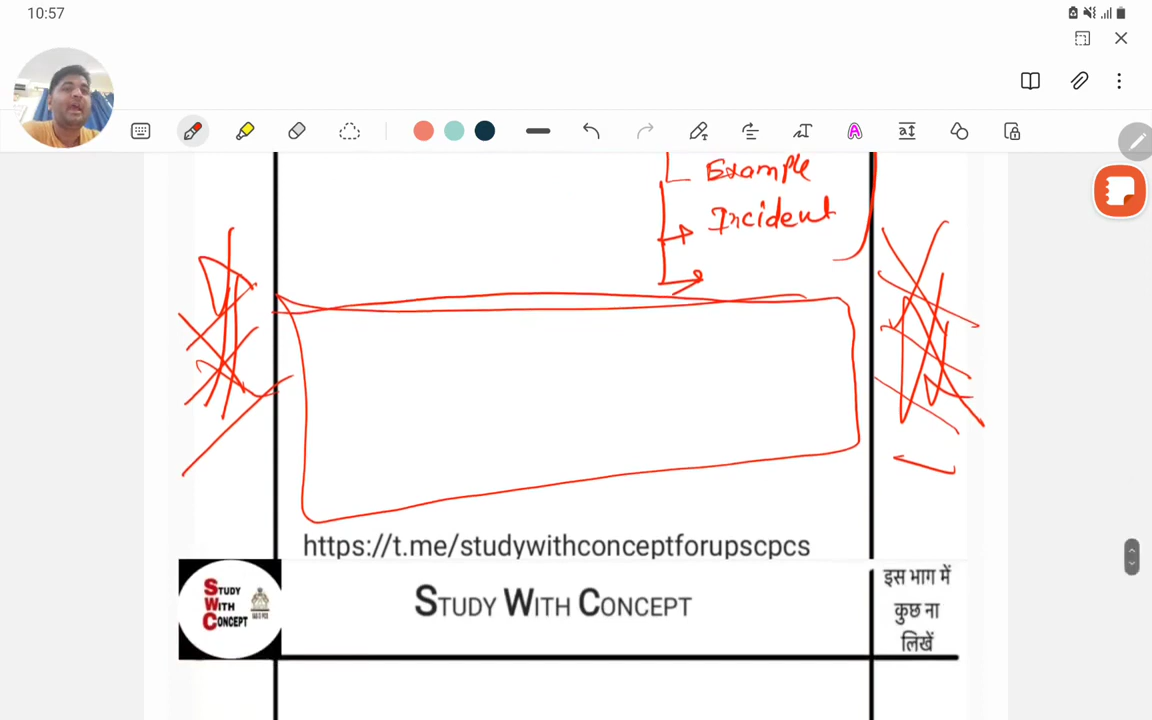 10:57
Example
Incident
https://t.me/studywithconceptforupscpcs
STUDY
WITH
CONCEPT
STUDY WITH CONCEPT
इस भाग में
कुछ ना
लिखें